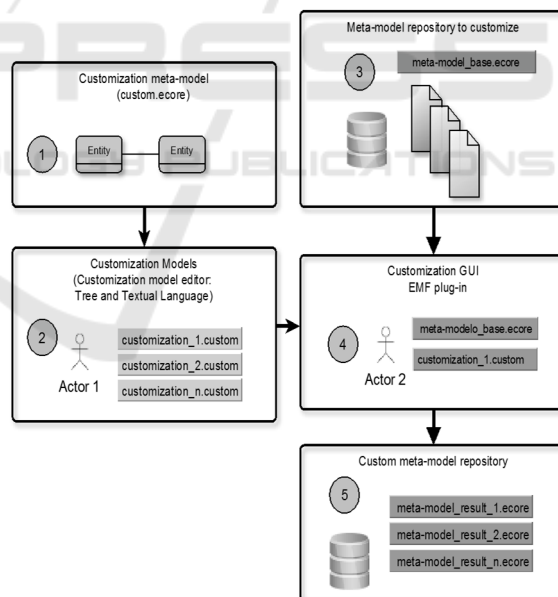 Customization meta-model
(custom.ecore)
1
Entity
Entity
Customization Models
(Customization model editor:
Tree and Textual Language)
2
Actor 1
customization_1.custom
customization_2.custom
customization_n.custom
Meta-model repository to customize
3
meta-model_base.ecore
Customization GUI
EMF plug-in
4
Actor 2
meta-modelo_base.ecore
customization_1.custom
Custom meta-model repository
5
meta-model_result_1.ecore
meta-model_result_2.ecore
meta-model_result_n.ecore
PRESS
PUBLICATIONS